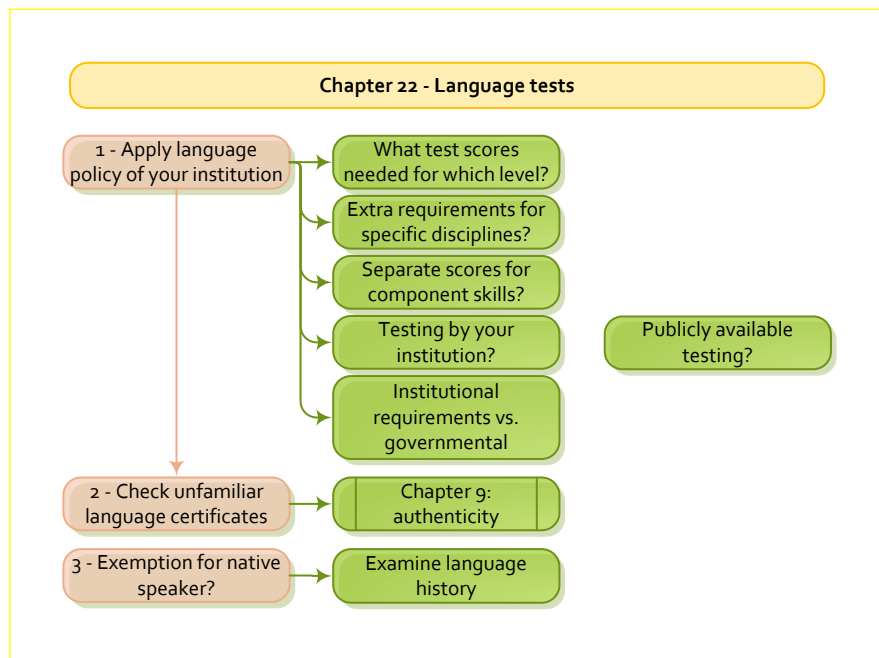 Chapter 22 - Language tests
1 - Apply language
policy of your institution
What test scores
needed for which level?
Extra requirements for
specific disciplines?
Separate scores for
component skills?
Testing by your
institution?
Publicly available
testing?
Institutional
requirements vs.
governmental
2 - Check unfamiliar
language certificates
Chapter 9:
authenticity
3 - Exemption for native
speaker?
Examine language
history